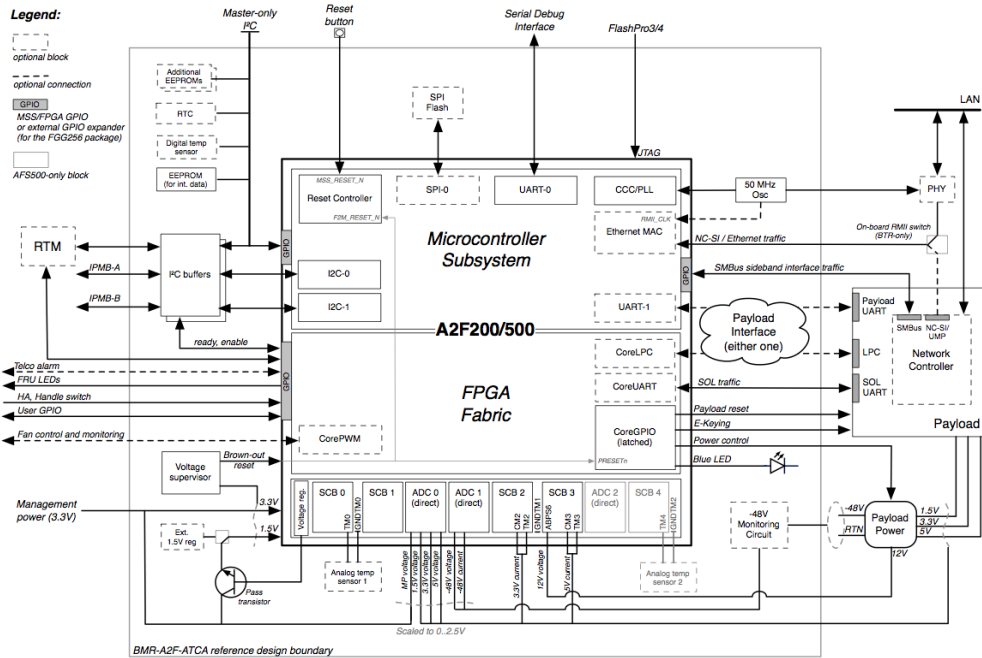 Legend:
optional block
optional connection
GPIO
MSS/FPGA GPIO
or external GPIO expander
(for the FGG256 package)
AFS500-only block
Master-only
I²C
Reset
button
Serial Debug
Interface
FlashPro3/4
LAN
Additional
EEPROMs
RTC
Digital temp
sensor
EEPROM
(for int. data)
SPI
Flash
JTAG
MSS_RESET_N
Reset Controller
F2M_RESET_N
SPI-0
UART-0
CCC/PLL
50 MHz
Osc
PHY
RMII_CLK
Ethernet MAC
On-board RMII switch
(BTR-only)
NC-SI / Ethernet traffic
Microcontroller
Subsystem
RTM
I²C buffers
IPMB-A
IPMB-B
GPIO
I2C-0
I2C-1
GPIO
SMBus sideband interface traffic
UART-1
Payload
Interface
(either one)
Payload
UART
SMBus
NC-SI/
UMP
Network
Controller
LPC
SOL
UART
Payload
A2F200/500
ready, enable
Telco alarm
FRU LEDs
HA, Handle switch
User GPIO
Fan control and monitoring
GPIO
FPGA
Fabric
CoreLPC
CoreUART
SOL traffic
CoreGPIO
(latched)
PRESETn
Payload reset
E-Keying
Power control
Blue LED
CorePWM
Brown-out
reset
Voltage
supervisor
Management
power (3.3V)
3.3V
1.5V
Ext.
1.5V reg
Pass
transistor
Voltage reg.
SCB 0
TM0
GNDTM0
SCB 1
ADC 0
(direct)
ADC 1
(direct)
SCB 2
CM2
TM2
GNDTM1
SCB 3
ABPS6
CM3
TM3
ADC 2
(direct)
SCB 4
TM4
GNDTM2
-48V
Monitoring
Circuit
-48V
RTN
Payload
Power
1.5V
3.3V
5V
12V
Analog temp
sensor 1
MP voltage
1.5V voltage
3.3V voltage
5V voltage
-48V voltage
-48V current
3.3V current
12V voltage
5V current
Analog temp
sensor 2
Scaled to 0..2.5V
BMR-A2F-ATCA reference design boundary